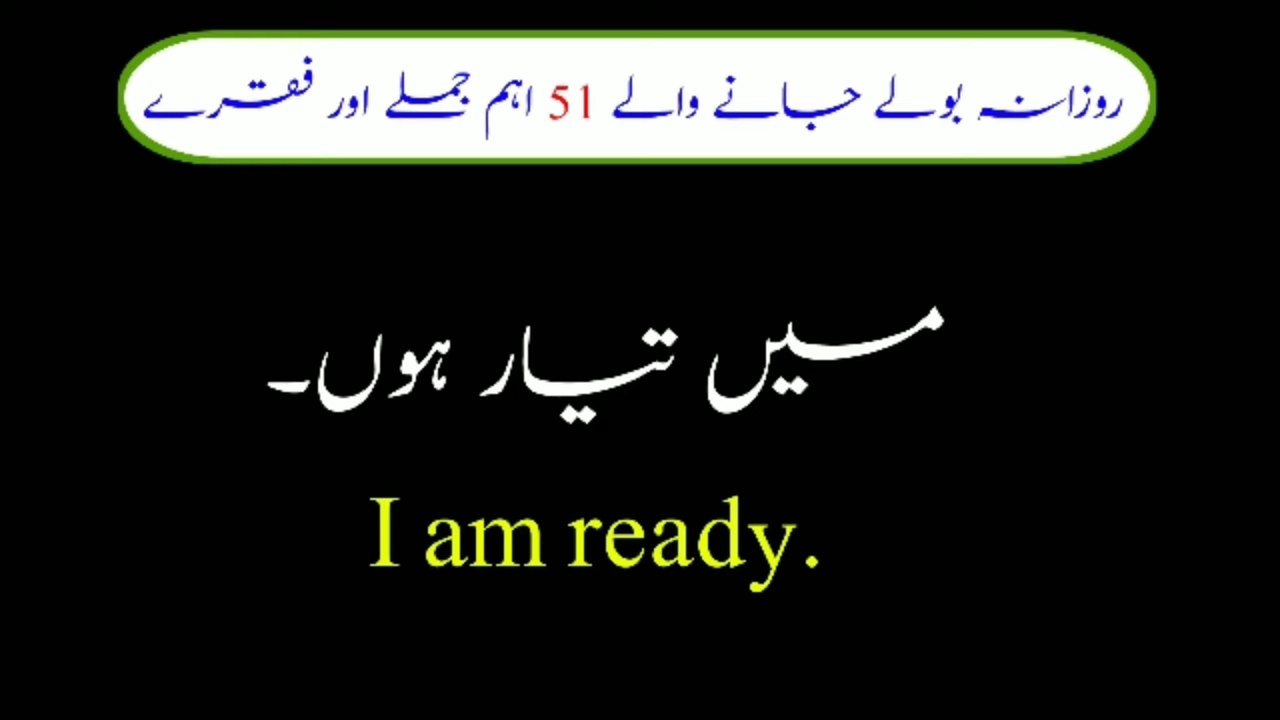 روزانہ بولے جانے والے 51 اہم جملے اور فقرے
میں تیار ہوں۔
I am ready.